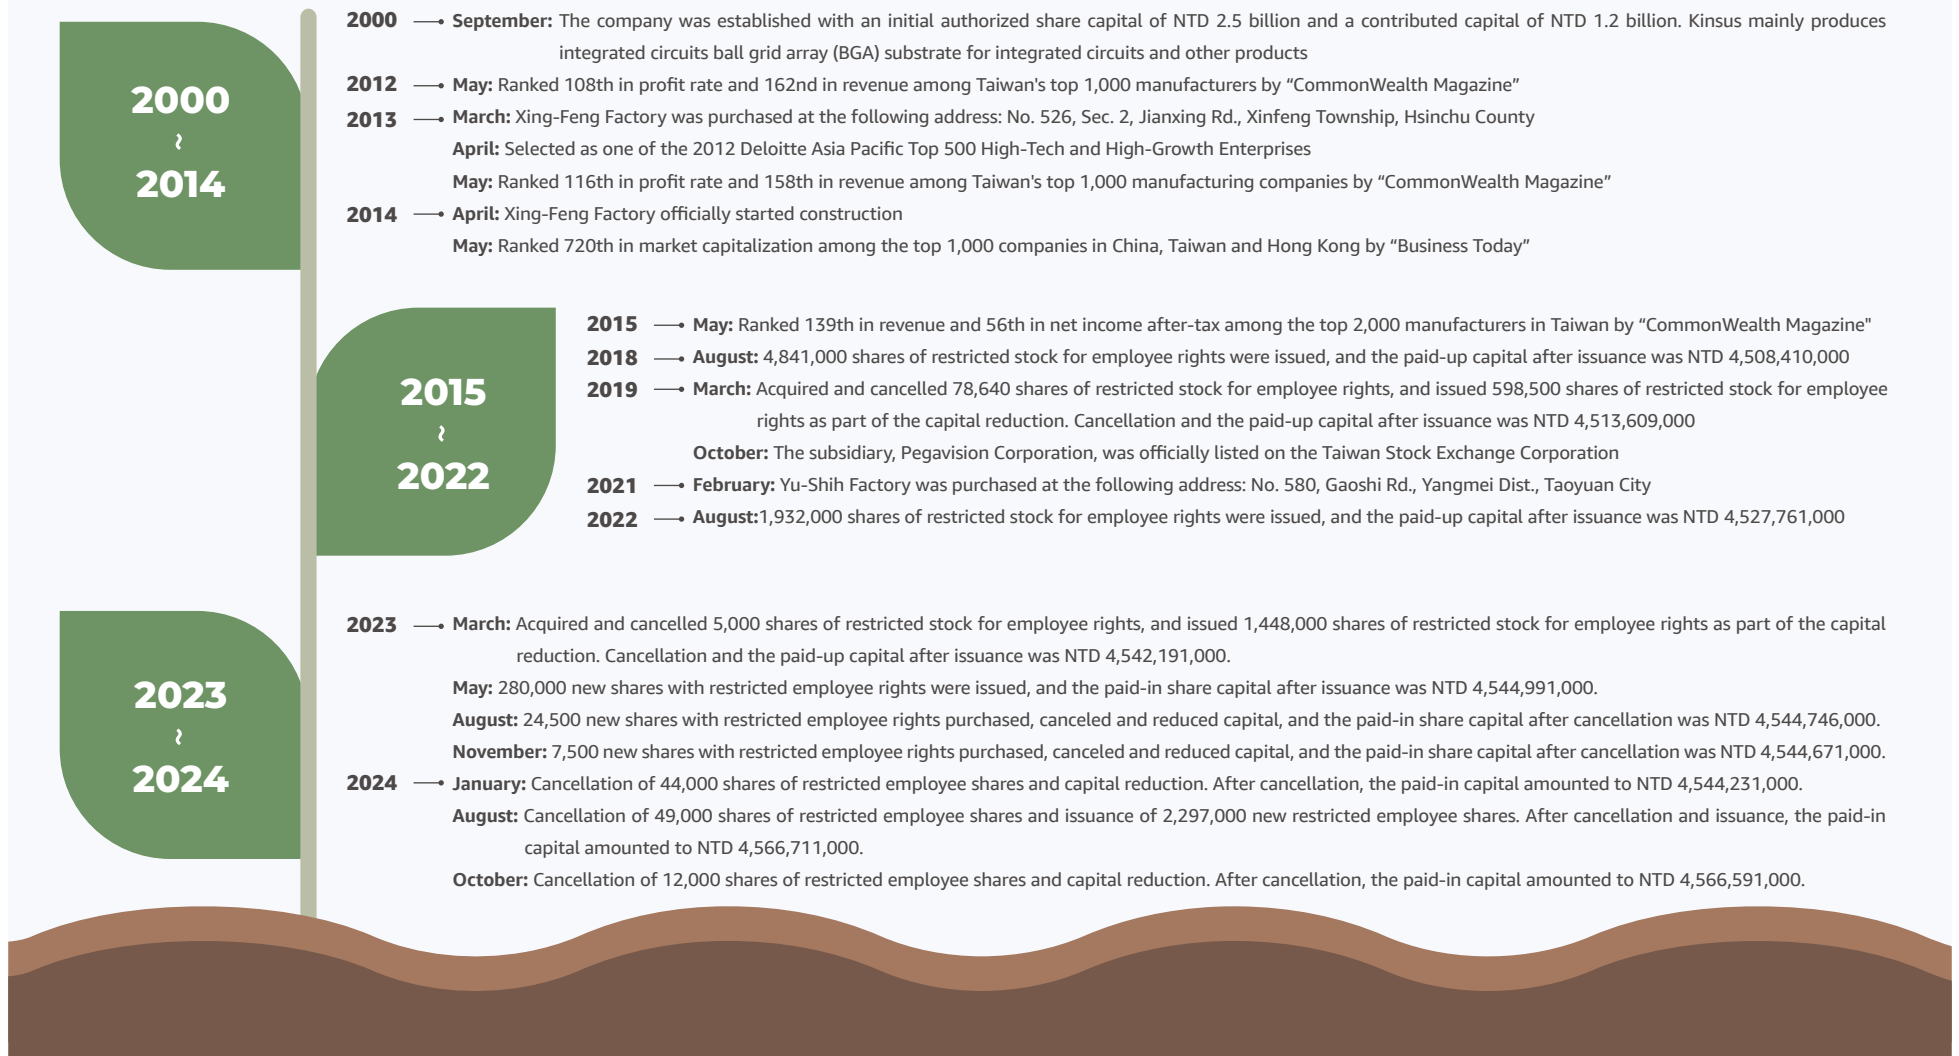 2000
~
2014
2000 September: The company was established with an initial authorized share capital of NTD 2.5 billion and a contributed capital of NTD 1.2 billion. Kinsus mainly produces
integrated circuits ball grid array (BGA) substrate for integrated circuits and other products
2012 May: Ranked 108th in profit rate and 162nd in revenue among Taiwan's top 1,000 manufacturers by “CommonWealth Magazine”
2013 March: Xing-Feng Factory was purchased at the following address: No. 526, Sec. 2, Jianxing Rd., Xinfeng Township, Hsinchu County
April: Selected as one of the 2012 Deloitte Asia Pacific Top 500 High-Tech and High-Growth Enterprises
May: Ranked 116th in profit rate and 158th in revenue among Taiwan's top 1,000 manufacturing companies by “CommonWealth Magazine”
2014 April: Xing-Feng Factory officially started construction
May: Ranked 720th in market capitalization among the top 1,000 companies in China, Taiwan and Hong Kong by “Business Today”
2015
~
2022
2015 May: Ranked 139th in revenue and 56th in net income after-tax among the top 2,000 manufacturers in Taiwan by “CommonWealth Magazine"
2018 August: 4,841,000 shares of restricted stock for employee rights were issued, and the paid-up capital after issuance was NTD 4,508,410,000
2019 March: Acquired and cancelled 78,640 shares of restricted stock for employee rights, and issued 598,500 shares of restricted stock for employee
rights as part of the capital reduction. Cancellation and the paid-up capital after issuance was NTD 4,513,609,000
October: The subsidiary, Pegavision Corporation, was officially listed on the Taiwan Stock Exchange Corporation
2021 February: Yu-Shih Factory was purchased at the following address: No. 580, Gaoshi Rd., Yangmei Dist., Taoyuan City
2022 August:1,932,000 shares of restricted stock for employee rights were issued, and the paid-up capital after issuance was NTD 4,527,761,000
2023
~
2024
2023 March: Acquired and cancelled 5,000 shares of restricted stock for employee rights, and issued 1,448,000 shares of restricted stock for employee rights as part of the capital
reduction. Cancellation and the paid-up capital after issuance was NTD 4,542,191,000.
May: 280,000 new shares with restricted employee rights were issued, and the paid-in share capital after issuance was NTD 4,544,991,000.
August: 24,500 new shares with restricted employee rights purchased, canceled and reduced capital, and the paid-in share capital after cancellation was NTD 4,544,746,000.
November: 7,500 new shares with restricted employee rights purchased, canceled and reduced capital, and the paid-in share capital after cancellation was NTD 4,544,671,000.
2024 January: Cancellation of 44,000 shares of restricted employee shares and capital reduction. After cancellation, the paid-in capital amounted to NTD 4,544,231,000.
August: Cancellation of 49,000 shares of restricted employee shares and issuance of 2,297,000 new restricted employee shares. After cancellation and issuance, the paid-in
capital amounted to NTD 4,566,711,000.
October: Cancellation of 12,000 shares of restricted employee shares and capital reduction. After cancellation, the paid-in capital amounted to NTD 4,566,591,000.